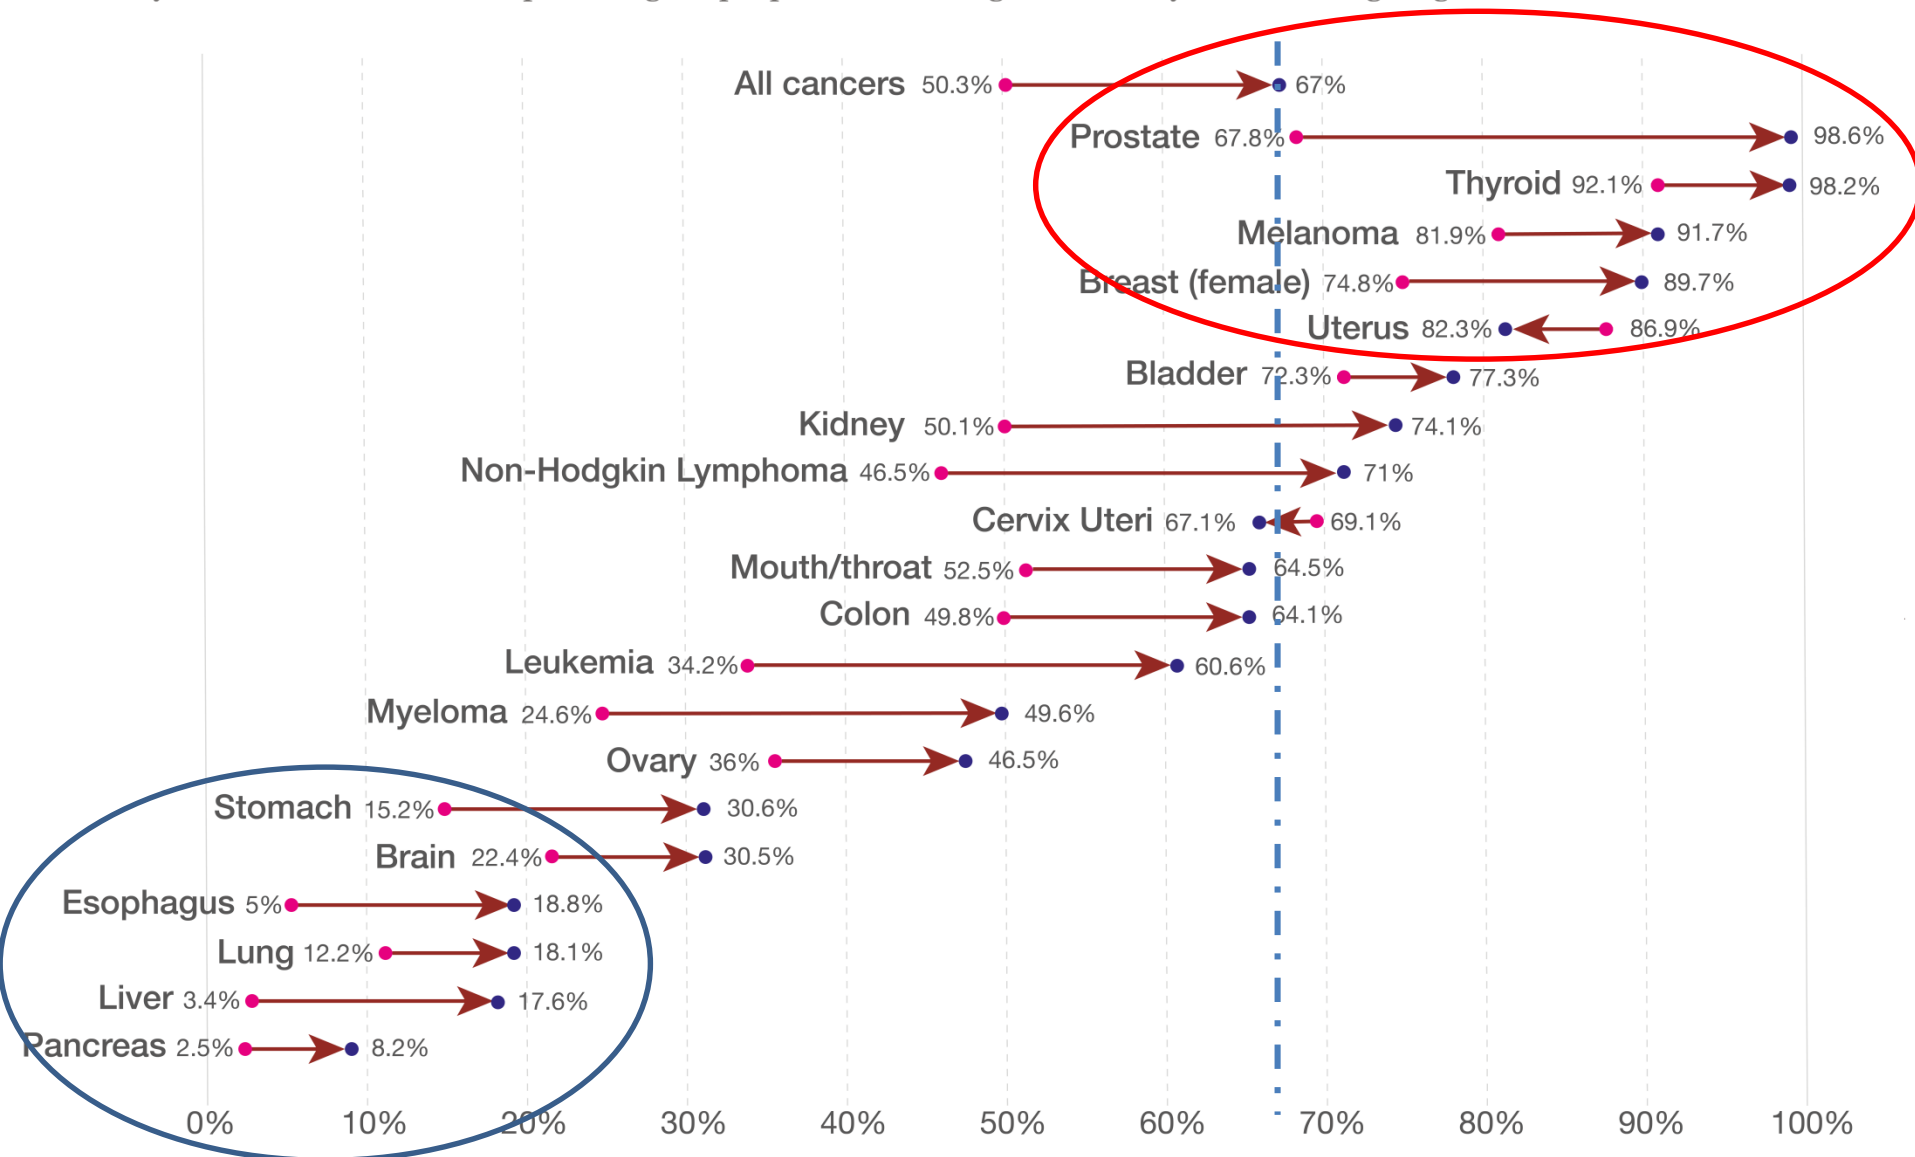 All cancers 50.3% 67%
Prostate 67.8% 98.6%
Thyroid 92.1% 98.2%
Melanoma 81.9% 91.7%
Breast (female) 74.8% 89.7%
Uterus 82.3% 86.9%
Bladder 72.3% 77.3%
Kidney 50.1% 74.1%
Non-Hodgkin Lymphoma 46.5% 71%
Cervix Uteri 67.1% 69.1%
Mouth/throat 52.5% 64.5%
Colon 49.8% 64.1%
Leukemia 34.2% 60.6%
Myeloma 24.6% 49.6%
Ovary 36% 46.5%
Stomach 15.2% 30.6%
Brain 22.4% 30.5%
Esophagus 5% 18.8%
Lung 12.2% 18.1%
Liver 3.4% 17.6%
Pancreas 2.5% 8.2%
0% 10% 20% 30% 40% 50% 60% 70% 80% 90% 100%